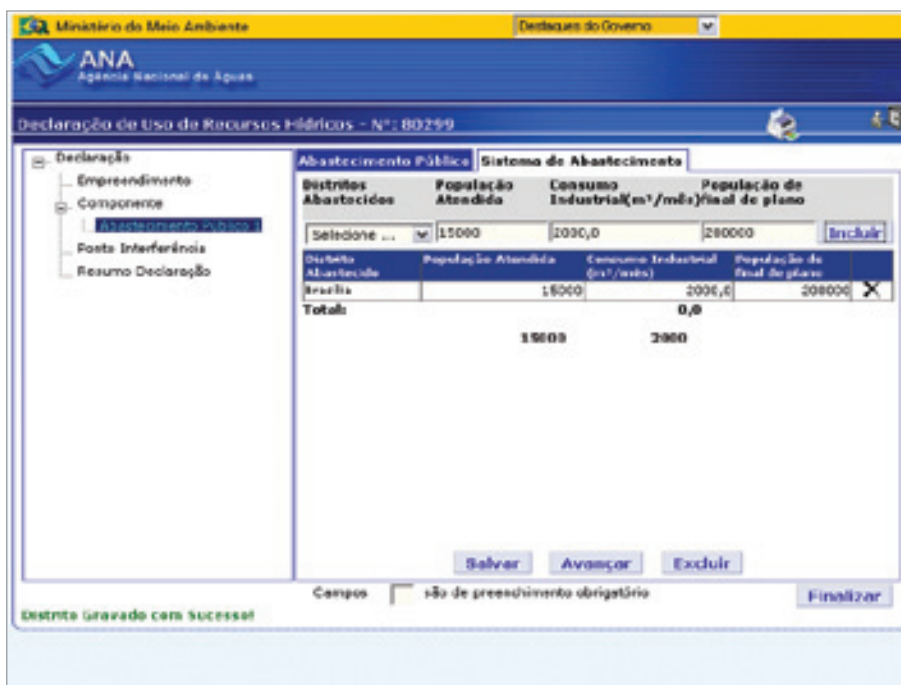 Ministério do Meio Ambiente
Destaques do Governo
ANA
Agência Nacional de Águas
Declaração de Uso de Recursos Hídricos - N°: 80299
Declaração
Empreendimento
Componente
Abastecimento Público 1
Ponto Interferência
Resumo Declaração
Abastecimento Público Sistema de Abastecimento
Distritos Abastecidos População Atendida Consumo Industrial(m³/mês) População de final de plano
Selecione ... 15000 2000,0 200000 Incluir
Distrito Abastecido População Atendida Consumo Industrial (m³/mês) População de final de plano
Brasília 15000 2000,0 200000 X
Total: 0,0
15000 2000
Salvar Avançar Excluir
Campos são de preenchimento obrigatório
Finalizar
Distrito Gravado com Sucesso!